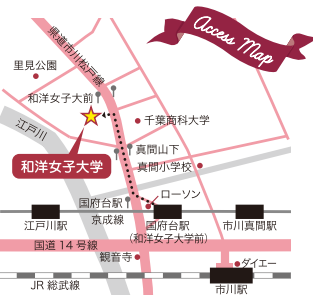 Access Map
県道市川松戸線
里見公園
和洋女子大前
江戸川
千葉商科大学
真間山下
和洋女子大学
真間小学校
国府台駅
ローソン
京成線
江戸川駅
国府台駅
(和洋女子大学前)
市川真間駅
国道14号線
観音寺
ダイエー
JR 総武線
市川駅